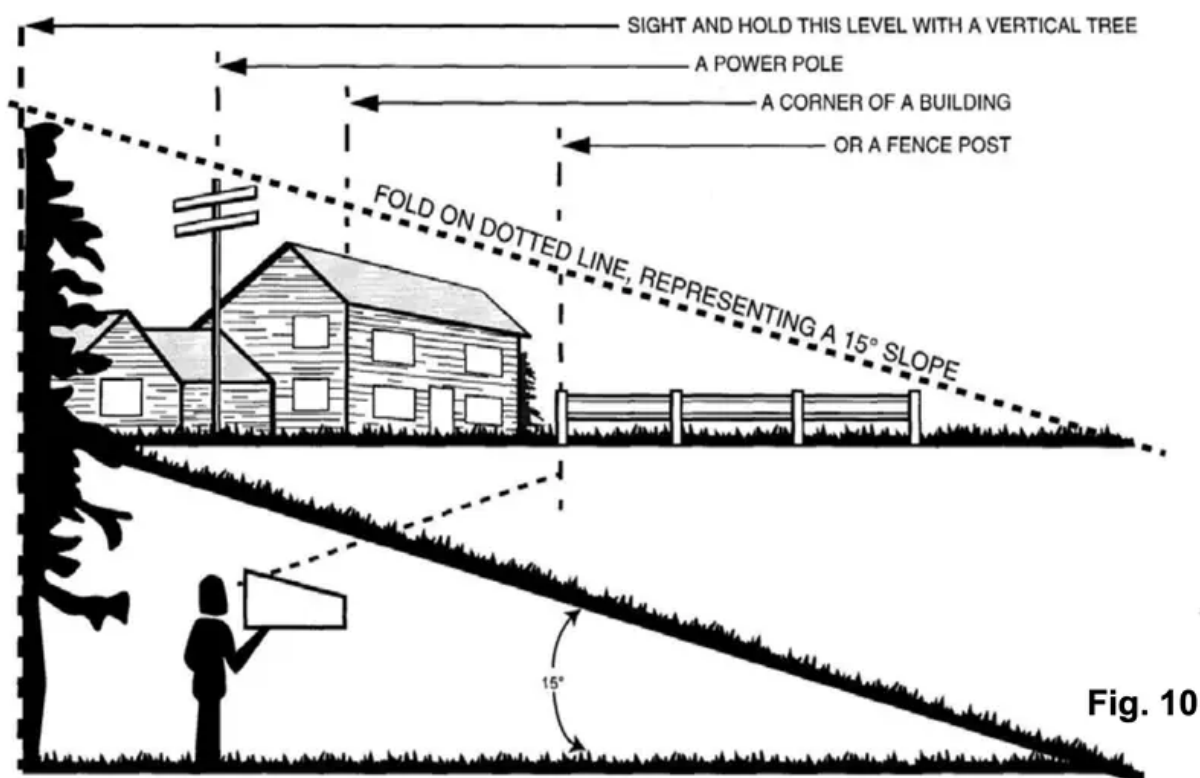 SIGHT AND HOLD THIS LEVEL WITH A VERTICAL TREE
A POWER POLE
A CORNER OF A BUILDING
OR A FENCE POST
FOLD ON DOTTED LINE, REPRESENTING A 15° SLOPE
15°
Fig. 10